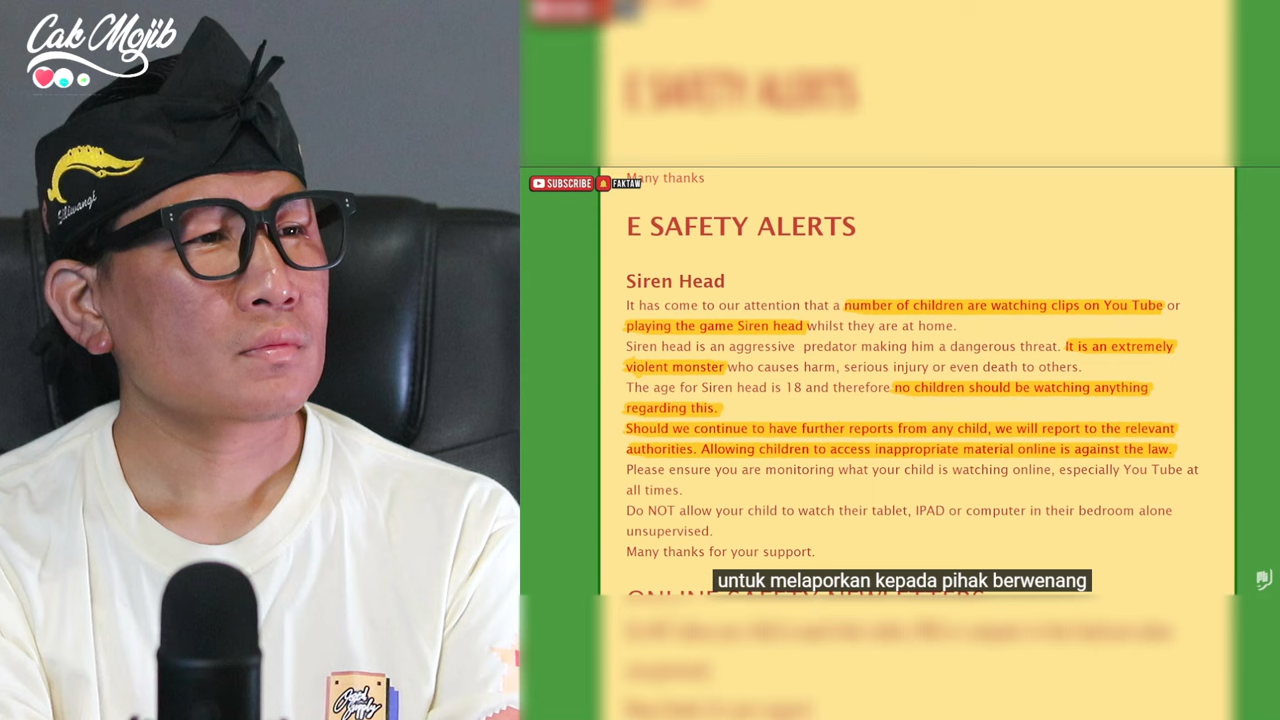 Cak Mojib
Siliwangi
E SAFETY ALERTS
SUBSCRIBE
FAKTAW
Many thanks
E SAFETY ALERTS
Siren Head
It has come to our attention that a number of children are watching clips on You Tube or
playing the game Siren head whilst they are at home.
Siren head is an aggressive predator making him a dangerous threat. It is an extremely
violent monster who causes harm, serious injury or even death to others.
The age for Siren head is 18 and therefore no children should be watching anything
regarding this.
Should we continue to have further reports from any child, we will report to the relevant
authorities. Allowing children to access inappropriate material online is against the law.
Please ensure you are monitoring what your child is watching online, especially You Tube at
all times.
Do NOT allow your child to watch their tablet, IPAD or computer in their bedroom alone
unsupervised.
Many thanks for your support.
untuk melaporkan kepada pihak berwenang
ONLINE SAFETY NEWSLETTERS
Good
Supply